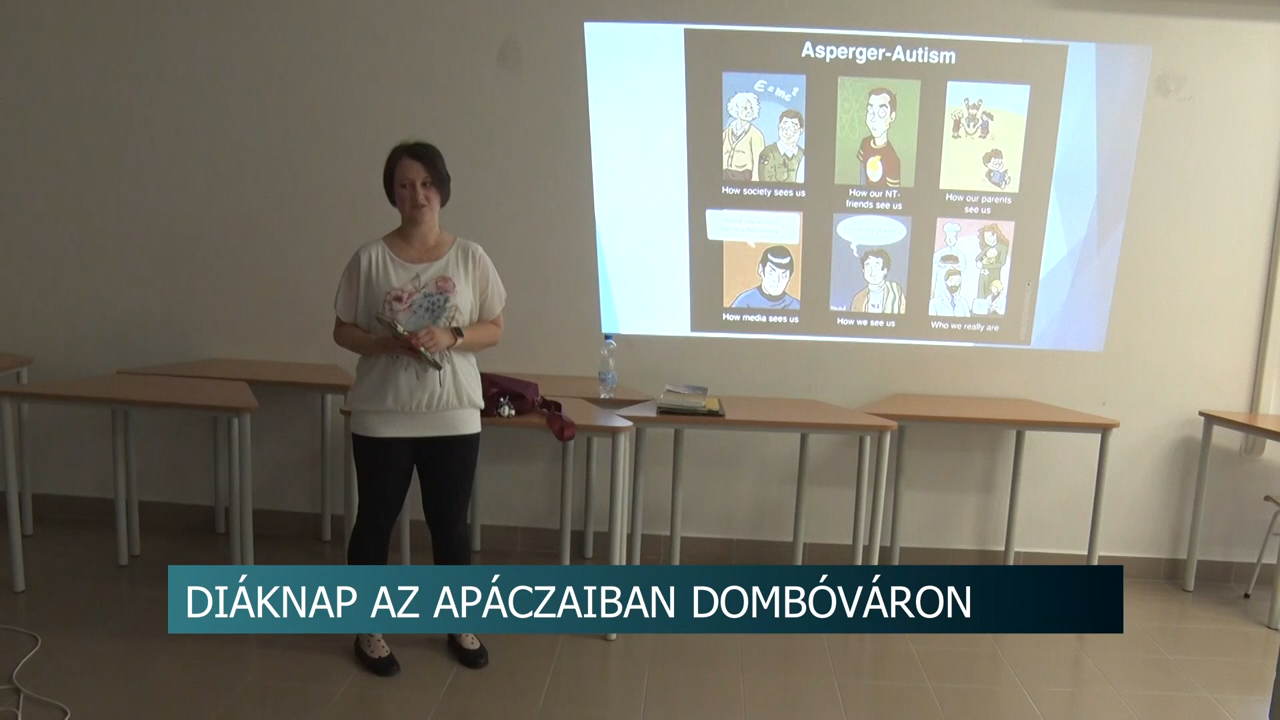 Asperger-Autism
E=mc²
How society sees us
How our NT-
friends see us
How our parents
see us
How media sees us
How we see us
Who we really are
DIÁKNAP AZ APÁCZAIBAN DOMBÓVÁRON